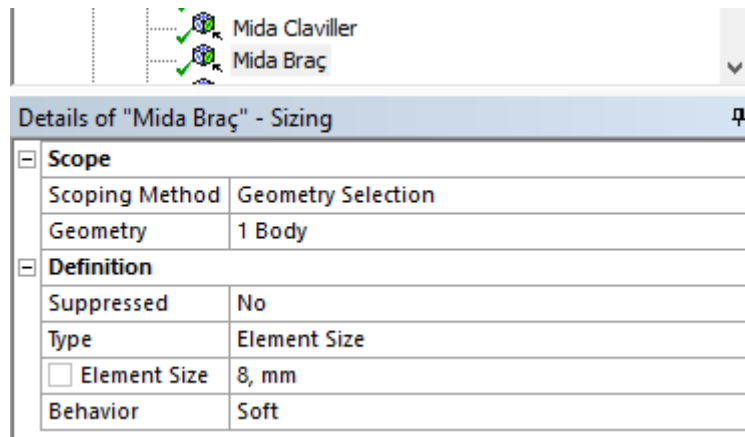 Mida Claviller
Mida Braç
Details of "Mida Braç" - Sizing
Scope
Scoping Method Geometry Selection
Geometry 1 Body
Definition
Suppressed No
Type Element Size
Element Size 8, mm
Behavior Soft